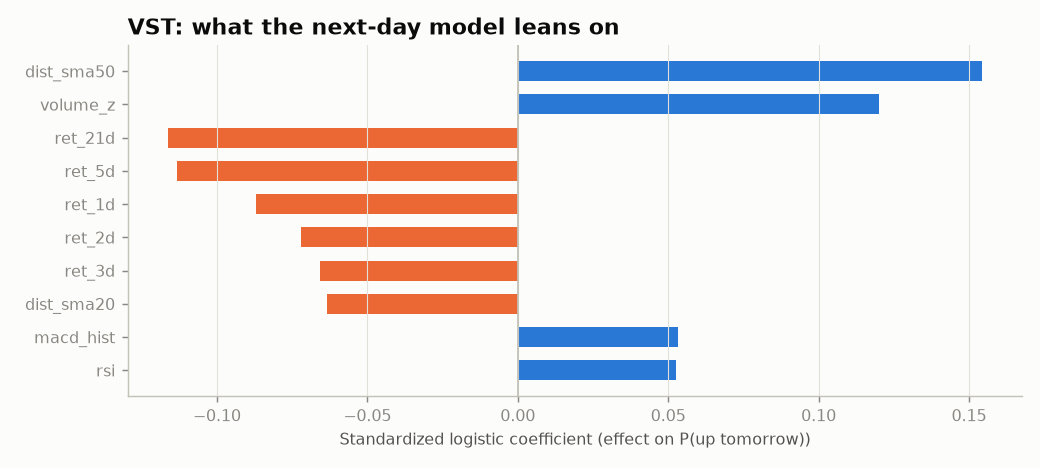 VST: what the next-day model leans on
dist_sma50
volume_z
ret_21d
ret_5d
ret_1d
ret_2d
ret_3d
dist_sma20
macd_hist
rsi
−0.10 −0.05 0.00 0.05 0.10 0.15
Standardized logistic coefficient (effect on P(up tomorrow))